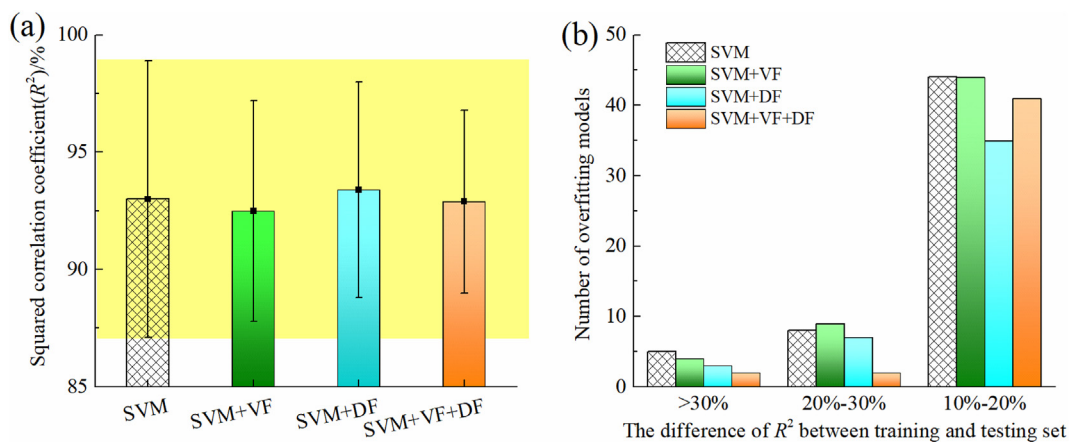 (a)
100
95
90
85
Squared correlation coefficient(R²)/%
SVM
SVM+VF
SVM+DF
SVM+VF+DF
(b)
50
40
30
20
10
0
Number of overfitting models
SVM
SVM+VF
SVM+DF
SVM+VF+DF
>30%
20%-30%
10%-20%
The difference of R² between training and testing set